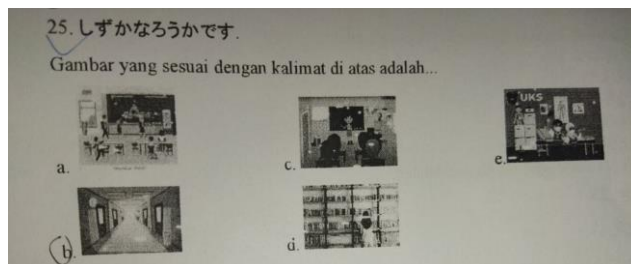 25. しずかなろうかです.
Gambar yang sesuai dengan kalimat di atas adalah...
a.
c.
UKS
e.
b.
d.